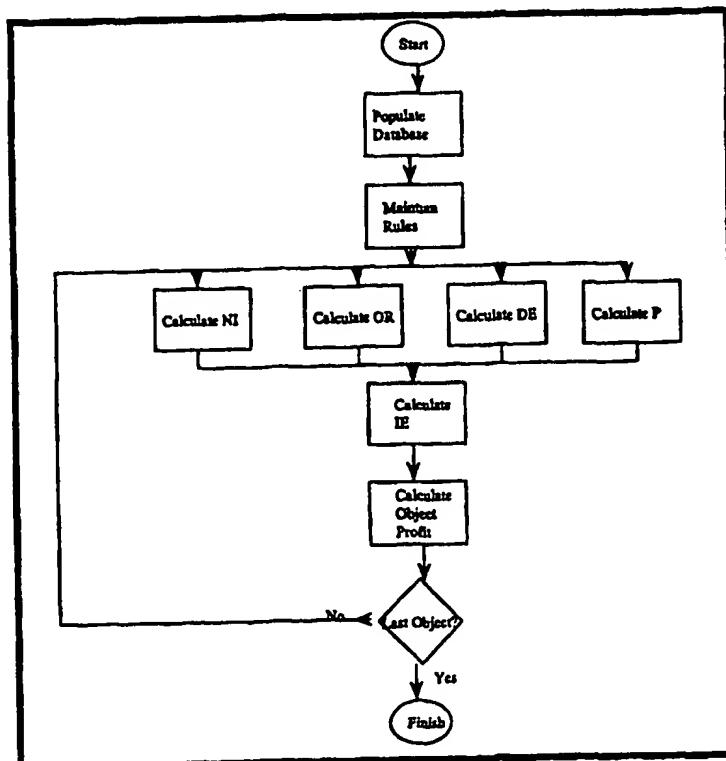 Start
Populate
Database
Maintain
Rules
Calculate NI
Calculate OR
Calculate DE
Calculate P
Calculate
IE
Calculate
Object
Profit
Last Object?
No
Yes
Finish